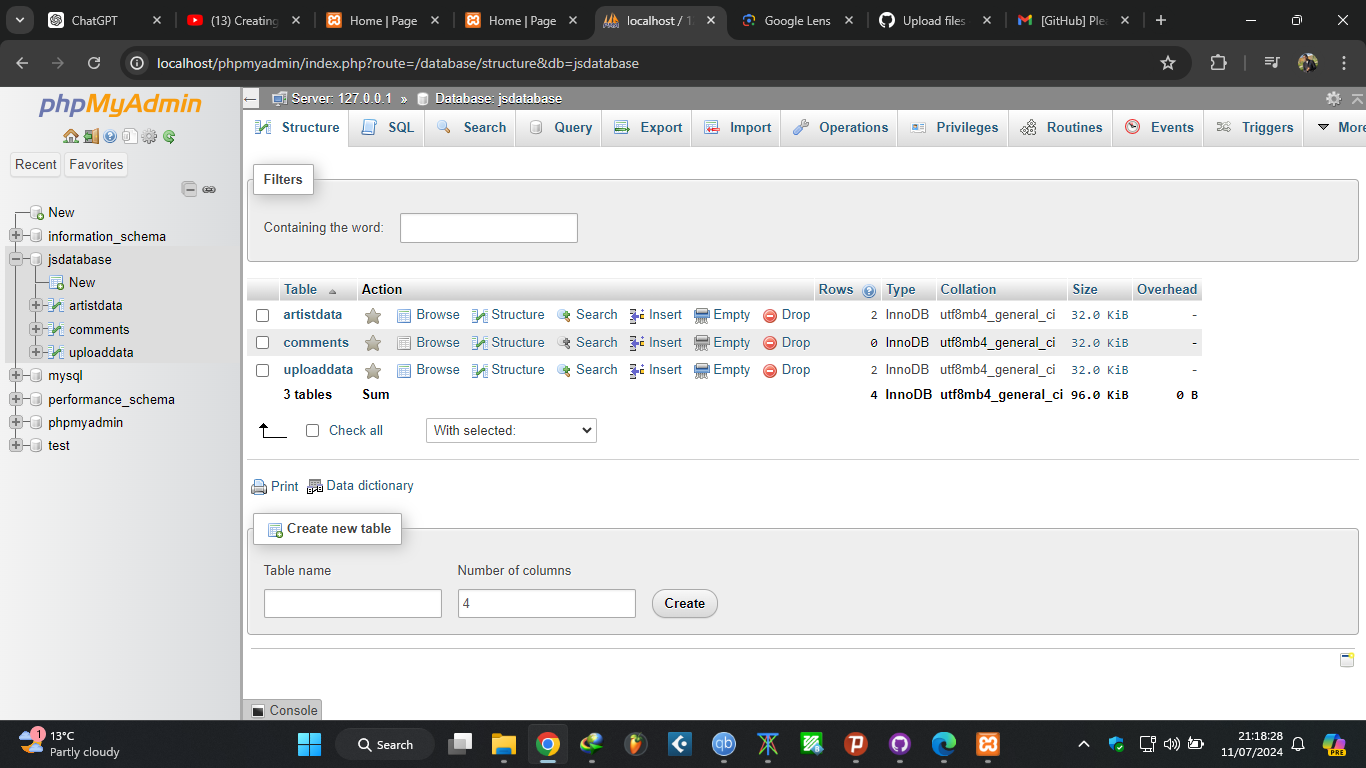 ChatGPT
(13) Creating
Home | Page
Home | Page
localhost / 1
Google Lens
Upload files
[GitHub] Ple
localhost/phpmyadmin/index.php?route=/database/structure&db=jsdatabase
phpMyAdmin
Recent Favorites
New
information_schema
jsdatabase
New
artistdata
comments
uploaddata
mysql
performance_schema
phpmyadmin
test
Server: 127.0.0.1 » Database: jsdatabase
Structure SQL Search Query Export Import Operations Privileges Routines Events Triggers More
Filters
Containing the word:
Table Action Rows Type Collation Size Overhead
artistdata Browse Structure Search Insert Empty Drop 2 InnoDB utf8mb4_general_ci 32.0 KiB -
comments Browse Structure Search Insert Empty Drop 0 InnoDB utf8mb4_general_ci 32.0 KiB -
uploaddata Browse Structure Search Insert Empty Drop 2 InnoDB utf8mb4_general_ci 32.0 KiB -
3 tables Sum 4 InnoDB utf8mb4_general_ci 96.0 KiB 0 B
Check all With selected:
Print Data dictionary
Create new table
Table name Number of columns
4 Create
Console
1
13°C
Partly cloudy
Search
qb
PRE
21:18:28
11/07/2024